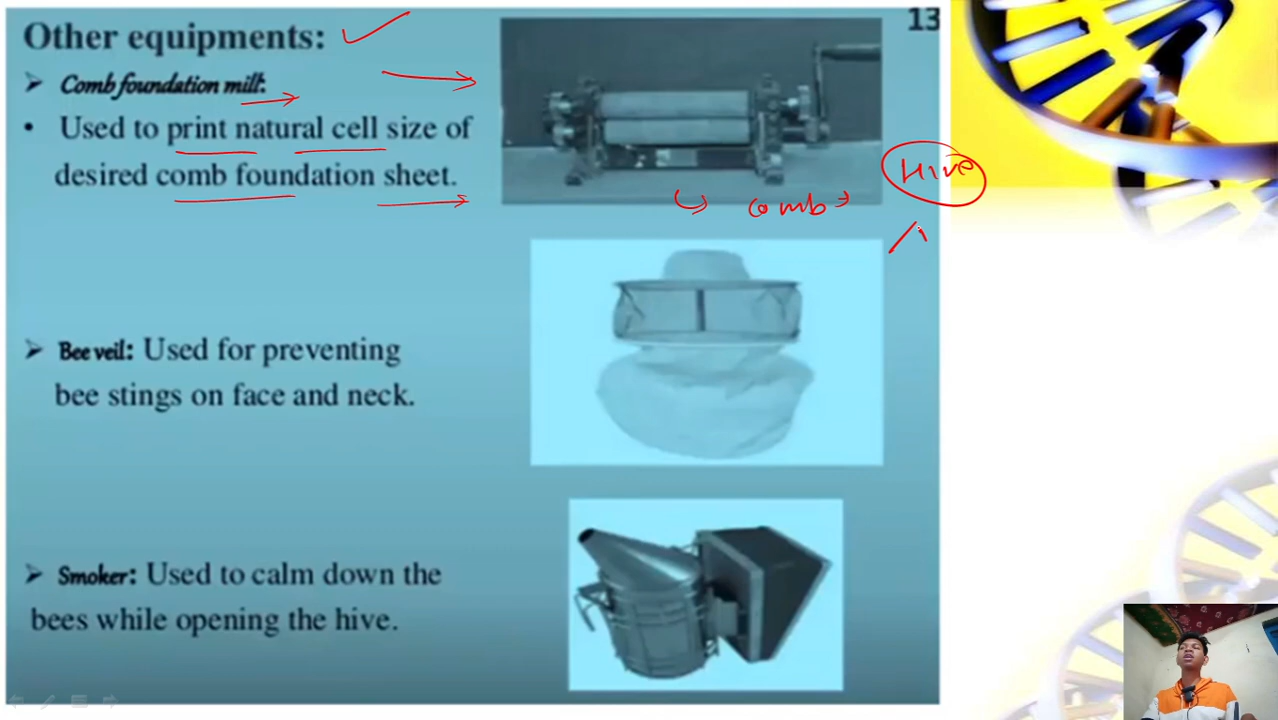 Other equipments:
13
➢ Comb foundation mill:
• Used to print natural cell size of
desired comb foundation sheet.
Hive
comb
➢ Bee veil: Used for preventing
bee stings on face and neck.
➢ Smoker: Used to calm down the
bees while opening the hive.